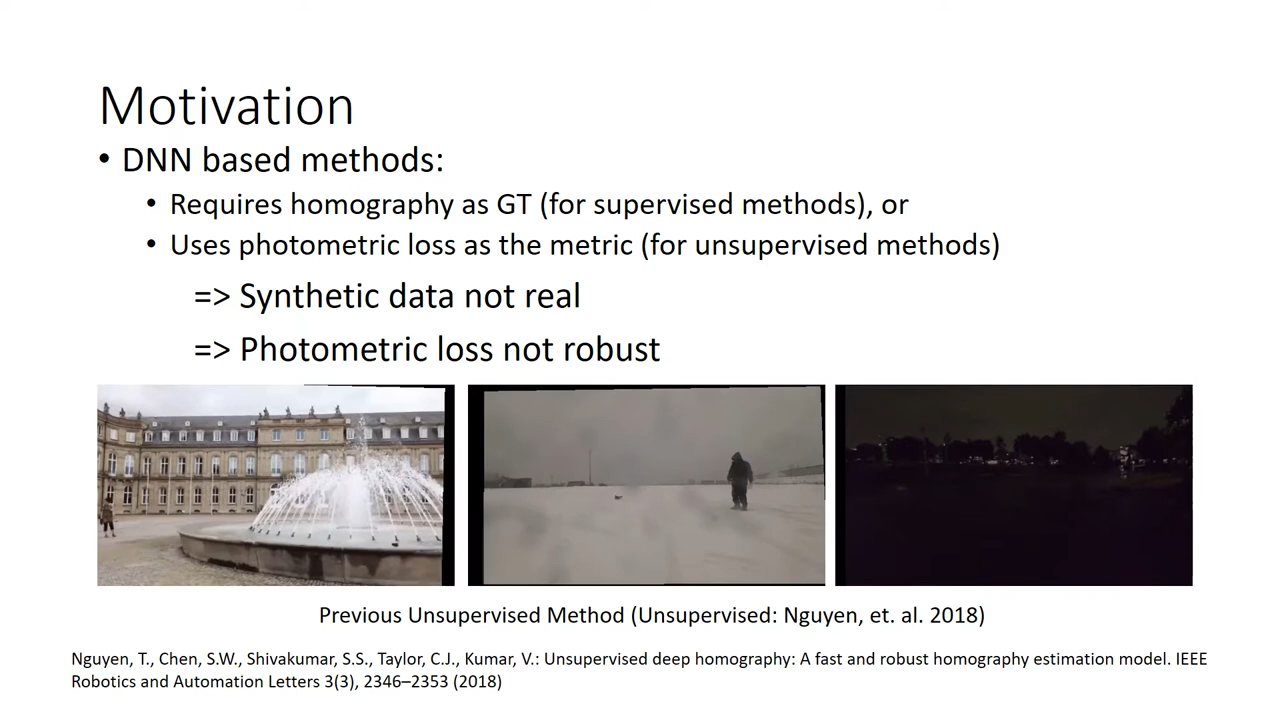 Motivation
• DNN based methods:
• Requires homography as GT (for supervised methods), or
• Uses photometric loss as the metric (for unsupervised methods)
=> Synthetic data not real
=> Photometric loss not robust
Previous Unsupervised Method (Unsupervised: Nguyen, et. al. 2018)
Nguyen, T., Chen, S.W., Shivakumar, S.S., Taylor, C.J., Kumar, V.: Unsupervised deep homography: A fast and robust homography estimation model. IEEE
Robotics and Automation Letters 3(3), 2346–2353 (2018)